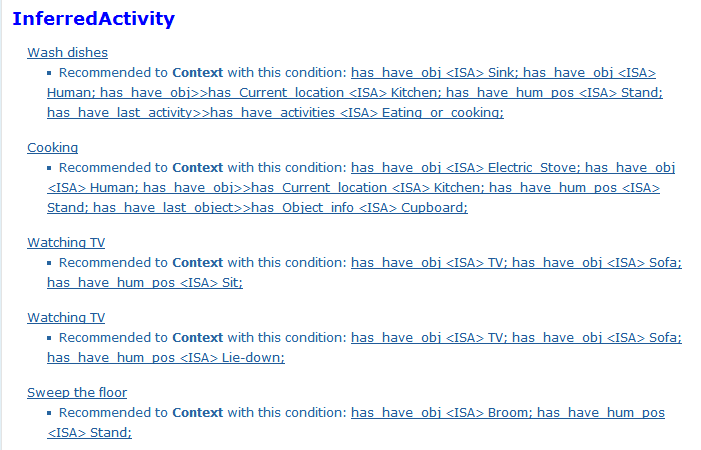 InferredActivity
Wash dishes
▪ Recommended to Context with this condition: has_have_obj <ISA> Sink; has_have_obj <ISA>
Human; has_have_obj>>has_Current_location <ISA> Kitchen; has_have_hum_pos <ISA> Stand;
has_have_last_activity>>has_have_activities <ISA> Eating_or_cooking;
Cooking
▪ Recommended to Context with this condition: has_have_obj <ISA> Electric_Stove; has_have_obj
<ISA> Human; has_have_obj>>has_Current_location <ISA> Kitchen; has_have_hum_pos <ISA>
Stand; has_have_last_object>>has_Object_info <ISA> Cupboard;
Watching TV
▪ Recommended to Context with this condition: has_have_obj <ISA> TV; has_have_obj <ISA> Sofa;
has_have_hum_pos <ISA> Sit;
Watching TV
▪ Recommended to Context with this condition: has_have_obj <ISA> TV; has_have_obj <ISA> Sofa;
has_have_hum_pos <ISA> Lie-down;
Sweep the floor
▪ Recommended to Context with this condition: has_have_obj <ISA> Broom; has_have_hum_pos
<ISA> Stand;